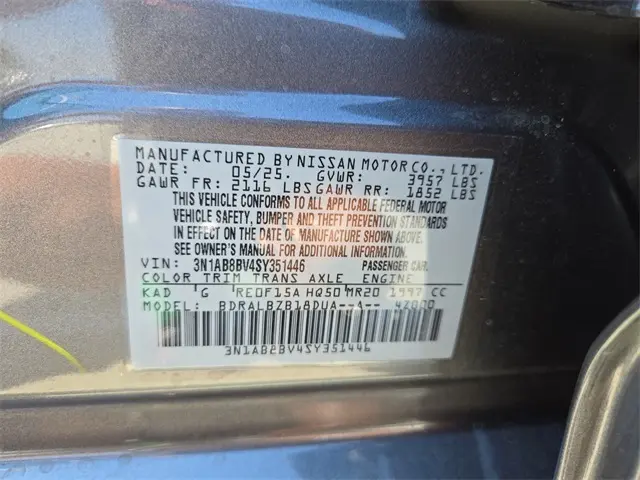 MANUFACTURED BY NISSAN MOTOR CO., LTD.
DATE: 05/25. GVWR: 3957 LBS
GAWR FR: 2116 LBS GAWR RR: 1852 LBS
THIS VEHICLE CONFORMS TO ALL APPLICABLE FEDERAL MOTOR
VEHICLE SAFETY, BUMPER AND THEFT PREVENTION STANDARDS
IN EFFECT ON THE DATE OF MANUFACTURE SHOWN ABOVE.
SEE OWNER'S MANUAL FOR ADDITIONAL INFORMATION.
VIN: 3N1AB8BV4SY351446 PASSENGER CAR.
COLOR TRIM TRANS AXLE ENGINE
KAD G RE0F15A HQ50 MR20 1997 CC
MODEL: BDRALBZB18DUA--A--
3N1AB2BV4SY351446